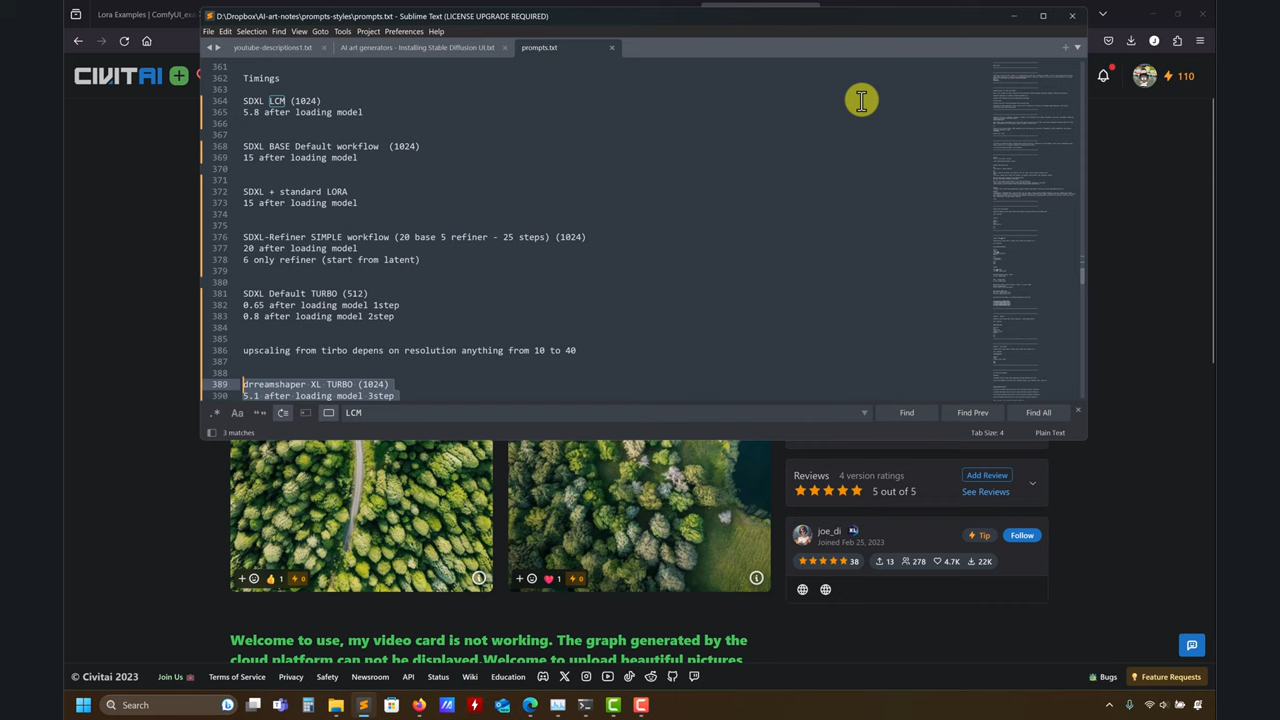 Lora Examples | ComfyUI_exa
D:\Dropbox\AI-art-notes\prompts-styles\prompts.txt - Sublime Text (LICENSE UPGRADE REQUIRED)
File Edit Selection Find View Goto Tools Project Preferences Help
youtube-descriptions1.txt × AI art generators - Installing Stable Diffusion UI.txt × prompts.txt ×
CIVITAI
110
361
362 Timings
363
364 SDXL LCM (1024)
365 5.8 after loading model
366
367
368 SDXL BASE Default workflow (1024)
369 15 after loading model
370
371
372 SDXL + standard LORA
373 15 after loading model
374
375
376 SDXL-Refiner SIMPLE workflow (20 base 5 refiner - 25 steps) (1024)
377 20 after loading model
378 6 only refiner (start from latent)
379
380
381 SDXL Default TURBO (512)
382 0.65 after loading model 1step
383 0.8 after loading model 2step
384
385
386 upscaling from tirbo depens on resolution anything from 10 to 40
387
388
389 drreamshaper XL TURBO (1024)
390 5.1 after loading model 3step
LCM Find Find Prev Find All
3 matches Tab Size: 4 Plain Text
Reviews 4 version ratings Add Review
5 out of 5 See Reviews
joe_di XL
Joined Feb 25, 2023
Tip Follow
38 13 278 4.7K 22K
1 0 1 0
Welcome to use, my video card is not working. The graph generated by the
cloud platform can not be displayed.Welcome to upload beautiful pictures
© Civitai 2023 Join Us Terms of Service Privacy Safety Newsroom API Status Wiki Education Bugs Feature Requests
Search